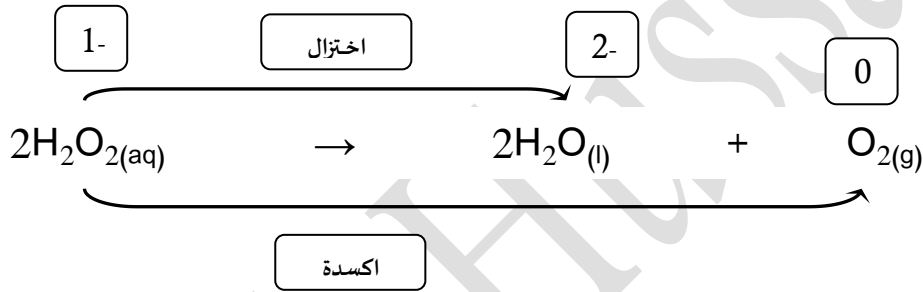 1-
اختزال
2-
0
2H₂O₂(aq) → 2H₂O(l) + O₂(g)
اكسدة